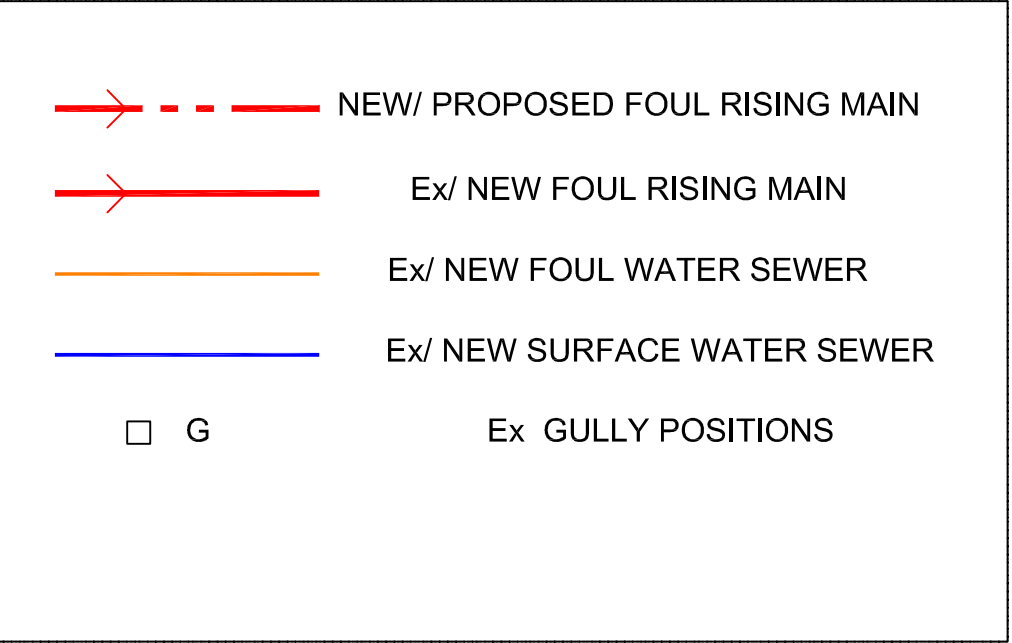 NEW/ PROPOSED FOUL RISING MAIN
Ex/ NEW FOUL RISING MAIN
Ex/ NEW FOUL WATER SEWER
Ex/ NEW SURFACE WATER SEWER
G Ex GULLY POSITIONS